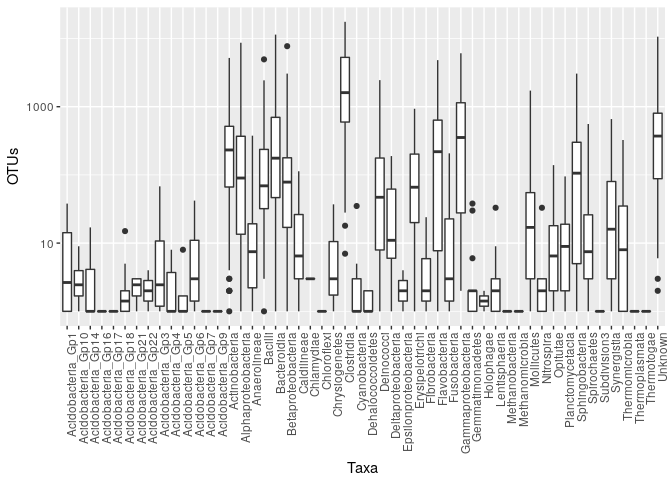 OTUs
1000
10
Acidobacteria_Gp1
Acidobacteria_Gp10
Acidobacteria_Gp14
Acidobacteria_Gp16
Acidobacteria_Gp17
Acidobacteria_Gp18
Acidobacteria_Gp21
Acidobacteria_Gp22
Acidobacteria_Gp3
Acidobacteria_Gp4
Acidobacteria_Gp5
Acidobacteria_Gp6
Acidobacteria_Gp7
Acidobacteria_Gp9
Actinobacteria
Alphaproteobacteria
Anaerolineae
Bacilli
Bacteroidia
Betaproteobacteria
Caldilineae
Chlamydiae
Chloroflexi
Chrysiogenetes
Clostridia
Cyanobacteria
Dehalococcoidetes
Deinococci
Deltaproteobacteria
Epsilonproteobacteria
Erysipelotrichi
Fibrobacteria
Flavobacteria
Fusobacteria
Gammaproteobacteria
Gemmatimonadetes
Holophagae
Lentisphaeria
Methanobacteria
Methanomicrobia
Mollicutes
Nitrospira
Opitutae
Planctomycetacia
Sphingobacteria
Spirochaetes
Subdivision3
Synergistia
Thermomicrobia
Thermoplasmata
Thermotogae
Unknown
Taxa